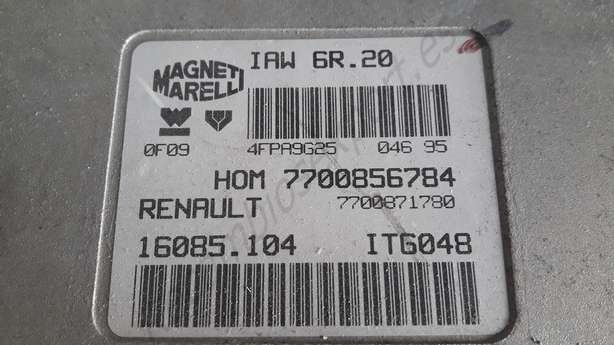 IAW 6R.20
MAGNETI
MARELLI
0F09 4FPA9G25 046 95
HOM 7700856784
RENAULT 7700871780
16085.104 ITG048